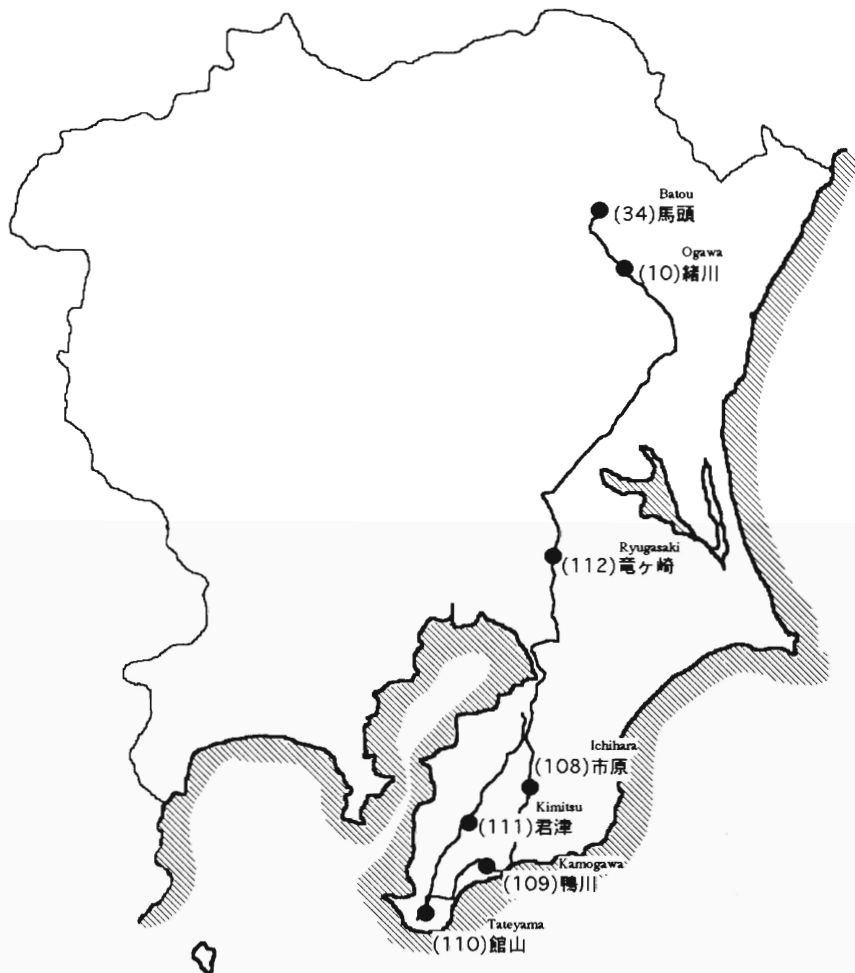 Batou
(34)馬頭
Ogawa
(10)緒川
Ryugasaki
(112)竜ヶ崎
Ichihara
(108)市原
Kimitsu
(111)君津
Kamogawa
(109)鴨川
Tateyama
(110)館山